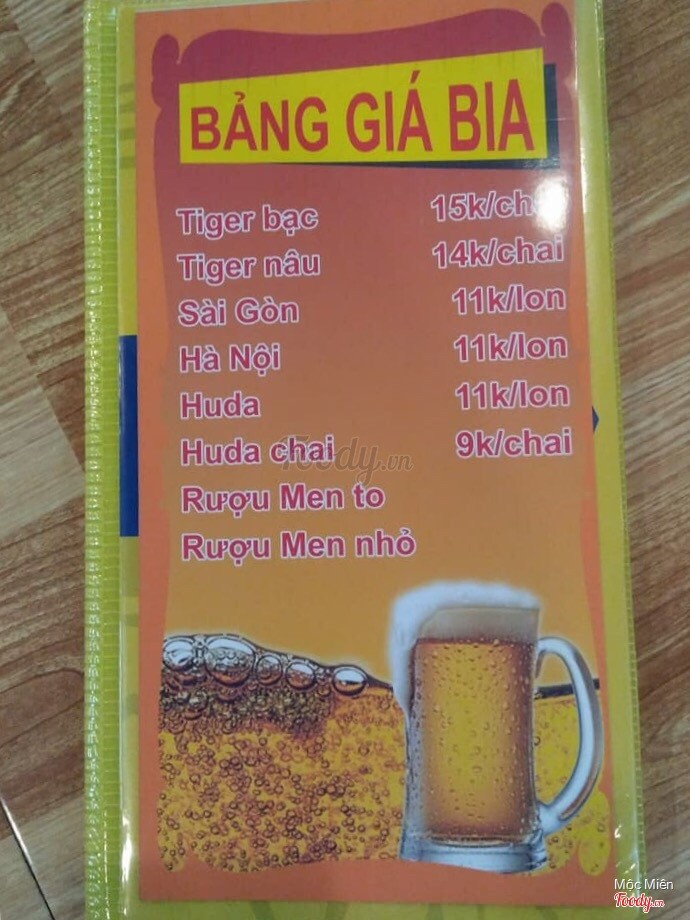 BẢNG GIÁ BIA
Tiger bạc 15k/chai
Tiger nâu 14k/chai
Sài Gòn 11k/lon
Hà Nội 11k/lon
Huda 11k/lon
Huda chai 9k/chai
Rượu Men to
Rượu Men nhỏ
Foody.vn
Mộc Miên
Foody.vn